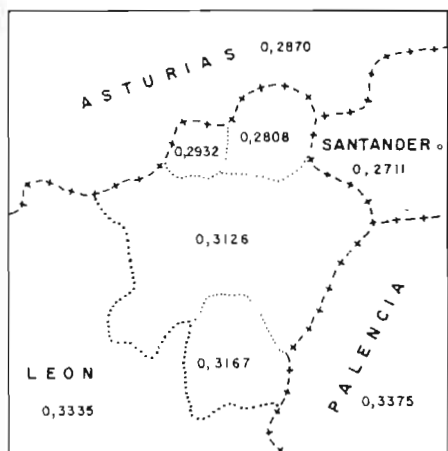 ASTURIAS 0,2870
0,2932
0,2808
SANTANDER
0,2711
0,3126
0,3167
LEON
0,3335
PALENCIA
0,3375